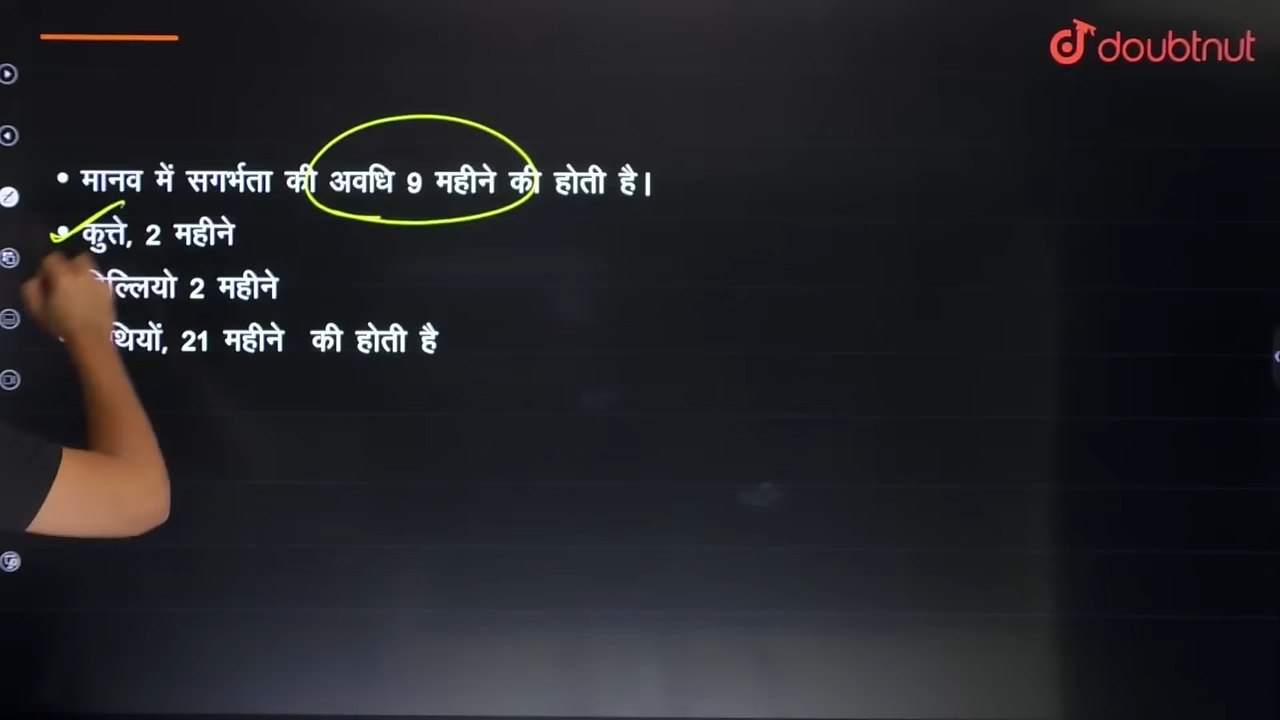 doubtnut
• मानव में सगर्भता की अवधि 9 महीने की होती है।
• कुत्ते, 2 महीने
2 महीने
21 महीने की होती है